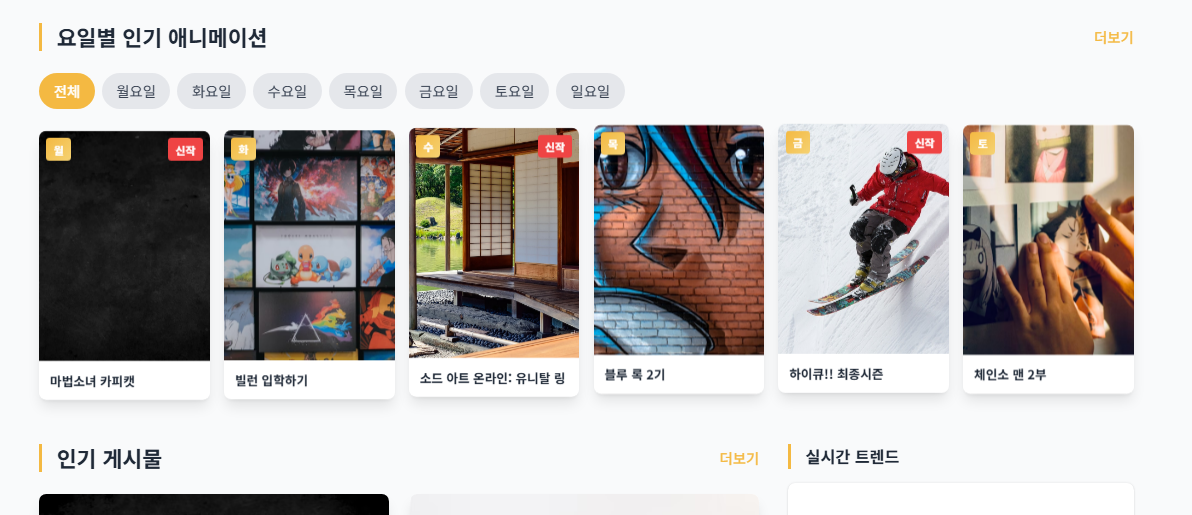 요일별 인기 애니메이션
더보기
전체 월요일 화요일 수요일 목요일 금요일 토요일 일요일
월 신작
화
수 신작
목
금 신작
토
마법소녀 카피캣
빌런 입학하기
소드 아트 온라인: 유니탈 링
블루 록 2기
하이큐!! 최종시즌
체인소 맨 2부
인기 게시물
더보기
실시간 트렌드